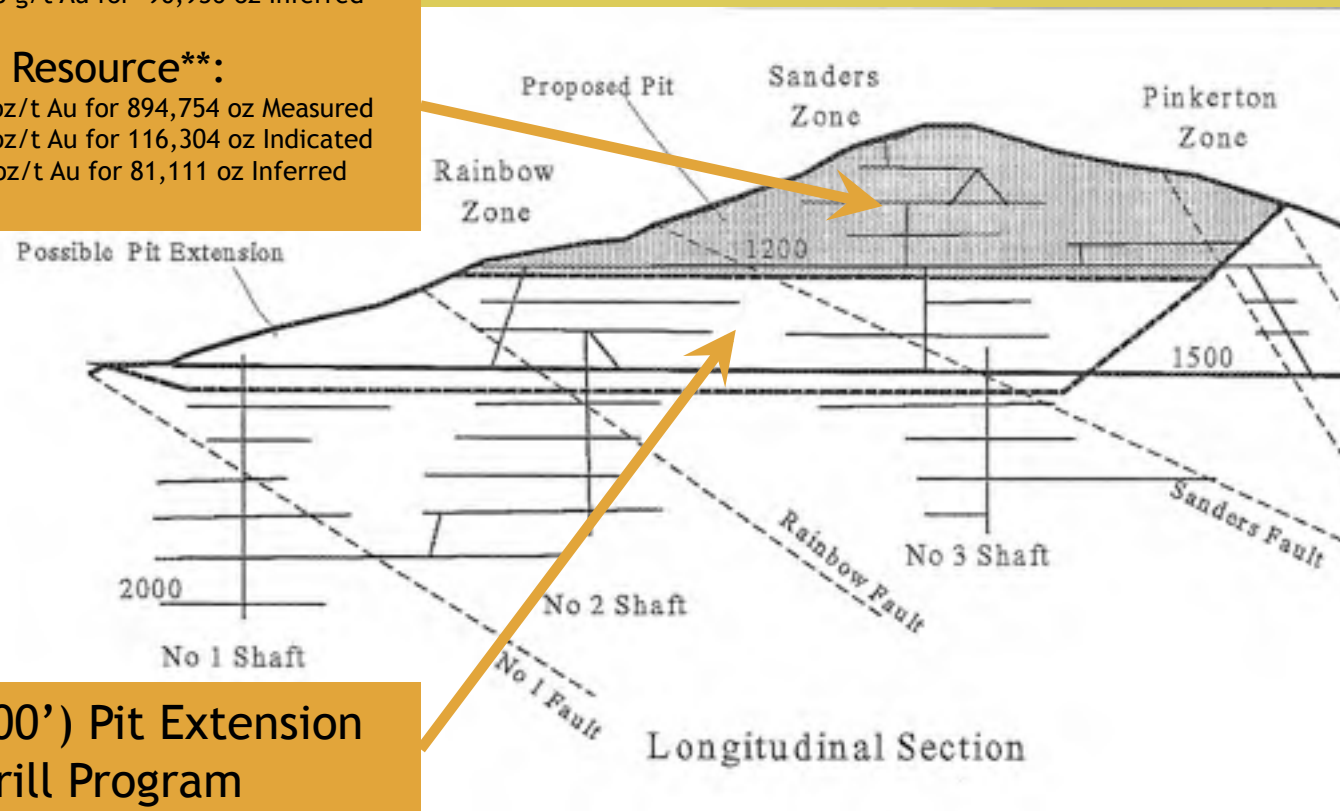 g/t Au for 90,950 oz Inferred
Resource**:
oz/t Au for 894,754 oz Measured
oz/t Au for 116,304 oz Indicated
oz/t Au for 81,111 oz Inferred
Proposed Pit
Sanders
Zone
Pinkerton
Zone
Rainbow
Zone
Possible Pit Extension
1200
1500
2000
No 1 Shaft
No 2 Shaft
No 3 Shaft
Sanders Fault
Rainbow Fault
No 1 Fault
00’) Pit Extension
rill Program
Longitudinal Section